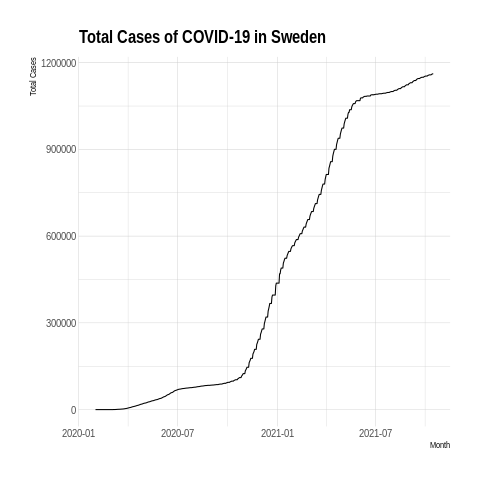 Total Cases of COVID-19 in Sweden
Total Cases
1200000
900000
600000
300000
0
2020-01 2020-07 2021-01 2021-07
Month